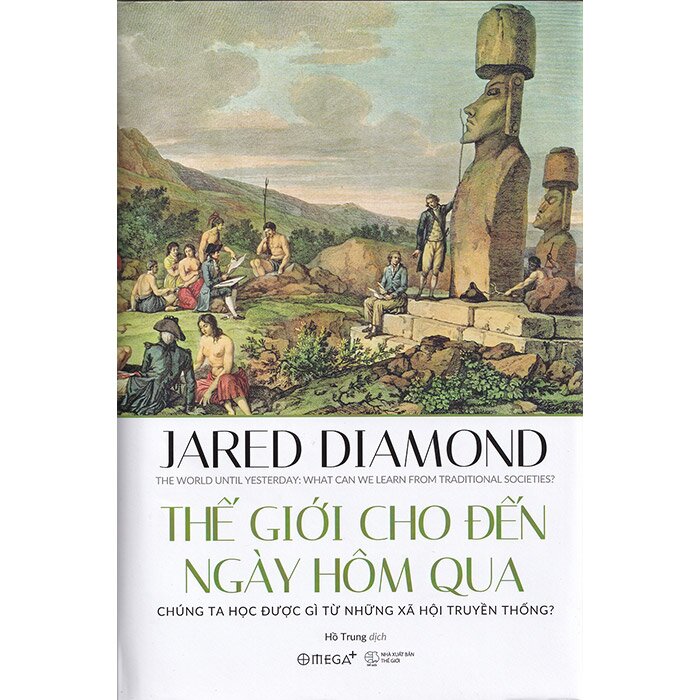 JARED DIAMOND
THE WORLD UNTIL YESTERDAY: WHAT CAN WE LEARN FROM TRADITIONAL SOCIETIES?
THẾ GIỚI CHO ĐẾN
NGÀY HÔM QUA
CHÚNG TA HỌC ĐƯỢC GÌ TỪ NHỮNG XÃ HỘI TRUYỀN THỐNG?
Hồ Trung dịch
OMEGA+
NHÀ XUẤT BẢN
THẾ GIỚI